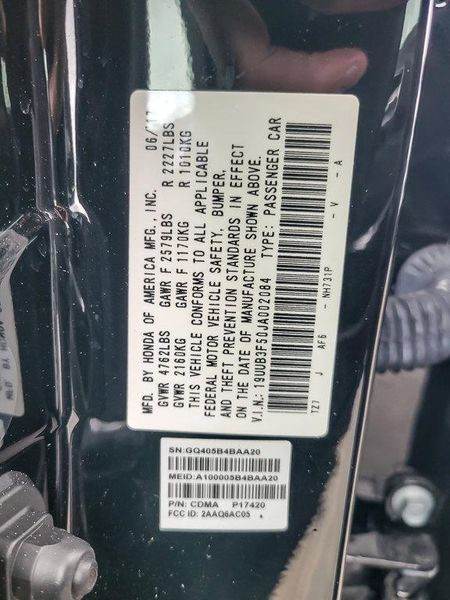 MFD. BY HONDA OF AMERICA MFG., INC. 06/17
GVWR 4762LBS GAWR F 2579LBS R 2227LBS
GVWR 2160KG GAWR F 1170KG R 1010KG
THIS VEHICLE CONFORMS TO ALL APPLICABLE
FEDERAL MOTOR VEHICLE SAFETY, BUMPER,
AND THEFT PREVENTION STANDARDS IN EFFECT
ON THE DATE OF MANUFACTURE SHOWN ABOVE.
V.I.N.: 19UUB3F50JA002084 TYPE: PASSENGER CAR
TZ7 J AF6 - NH731P - V - A
SN:GQ405B4BAA20
MEID:A100005B4BAA20
P/N: CDMA P17420
FCC ID: 2AAQ6AC05